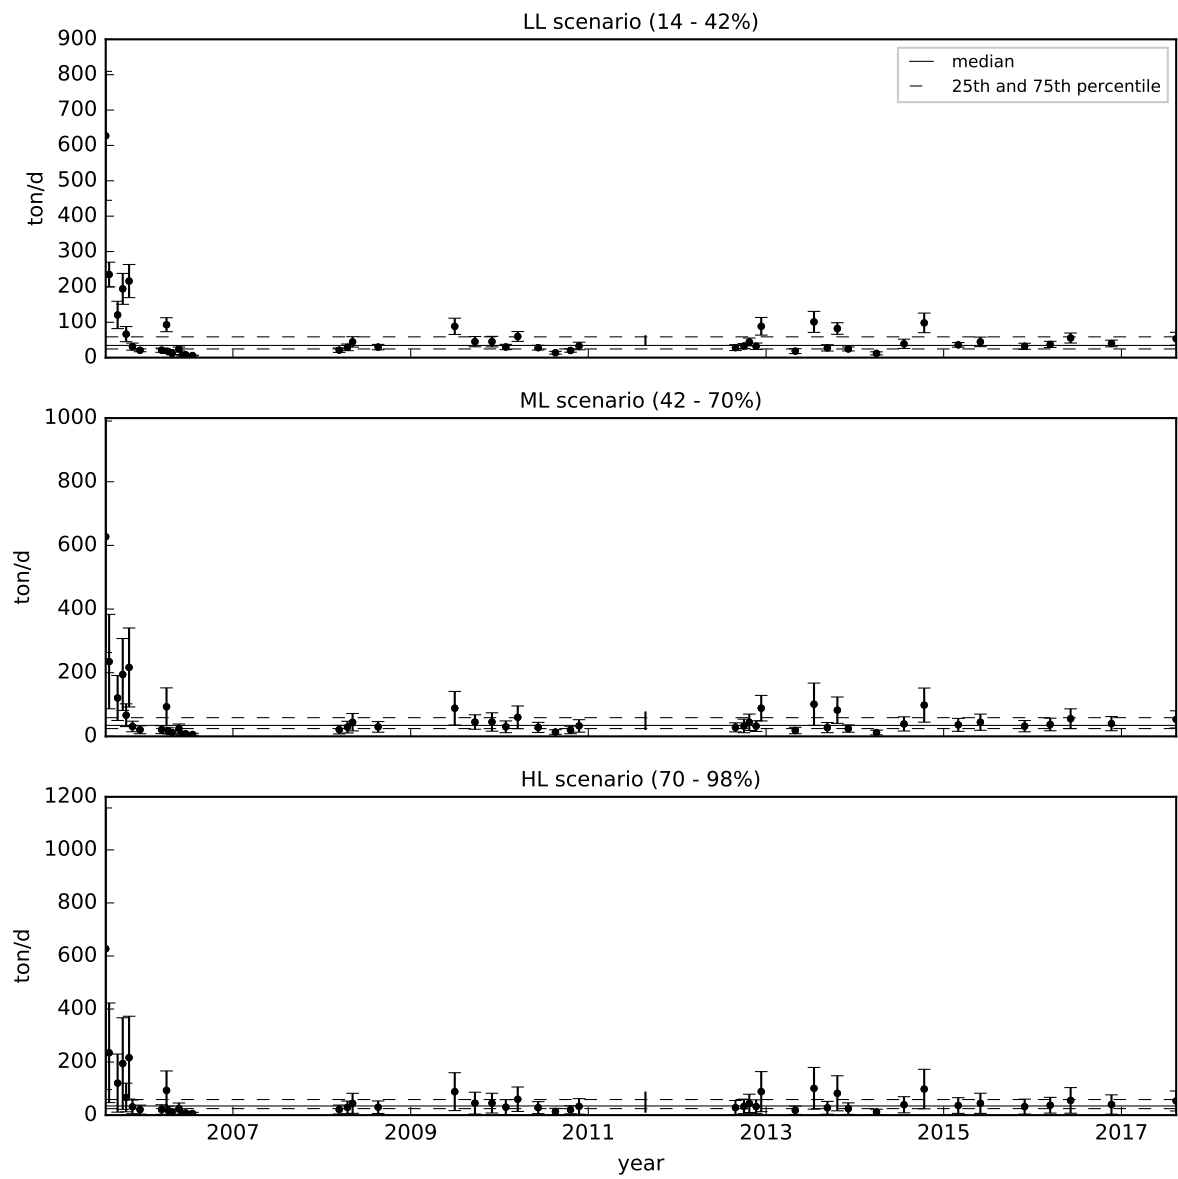 LL scenario (14 - 42%)
900
800
700
600
500
400
300
200
100
0
ton/d
median
25th and 75th percentile
ML scenario (42 - 70%)
1000
800
600
400
200
0
ton/d
HL scenario (70 - 98%)
1200
1000
800
600
400
200
0
ton/d
2007 2009 2011 2013 2015 2017
year